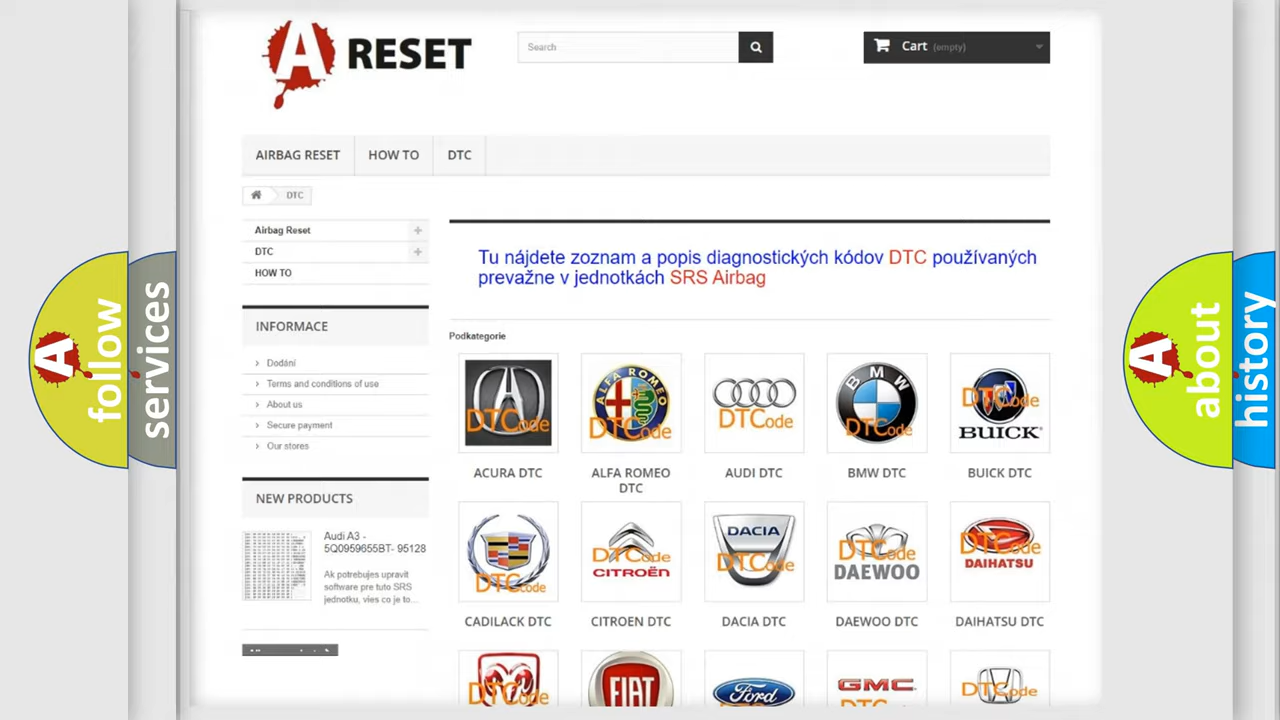 A RESET
Search
Cart (empty)
AIRBAG RESET
HOW TO
DTC
DTC
Airbag Reset
DTC
HOW TO
INFORMACE
Dodání
Terms and conditions of use
About us
Secure payment
Our stores
NEW PRODUCTS
Audi A3 -
5Q0959655BT- 95128
Ak potrebujes upravit
software pre tuto SRS
jednotku, vies co je to...
Tu nájdete zoznam a popis diagnostických kódov DTC používaných
prevažne v jednotkách SRS Airbag
Podkategorie
DTCode
ALFA ROMEO
DTCode
DTCode
BMW
DTCode
DTCode
BUICK
ACURA DTC
ALFA ROMEO
DTC
AUDI DTC
BMW DTC
BUICK DTC
DTCode
DTCode
CITROËN
DACIA
DTCode
DTCode
DAEWOO
DTCode
DAIHATSU
CADILACK DTC
CITROEN DTC
DACIA DTC
DAEWOO DTC
DAIHATSU DTC
DTCode
FIAT
Ford
GMC
DTCode
A follow
services
A about
history